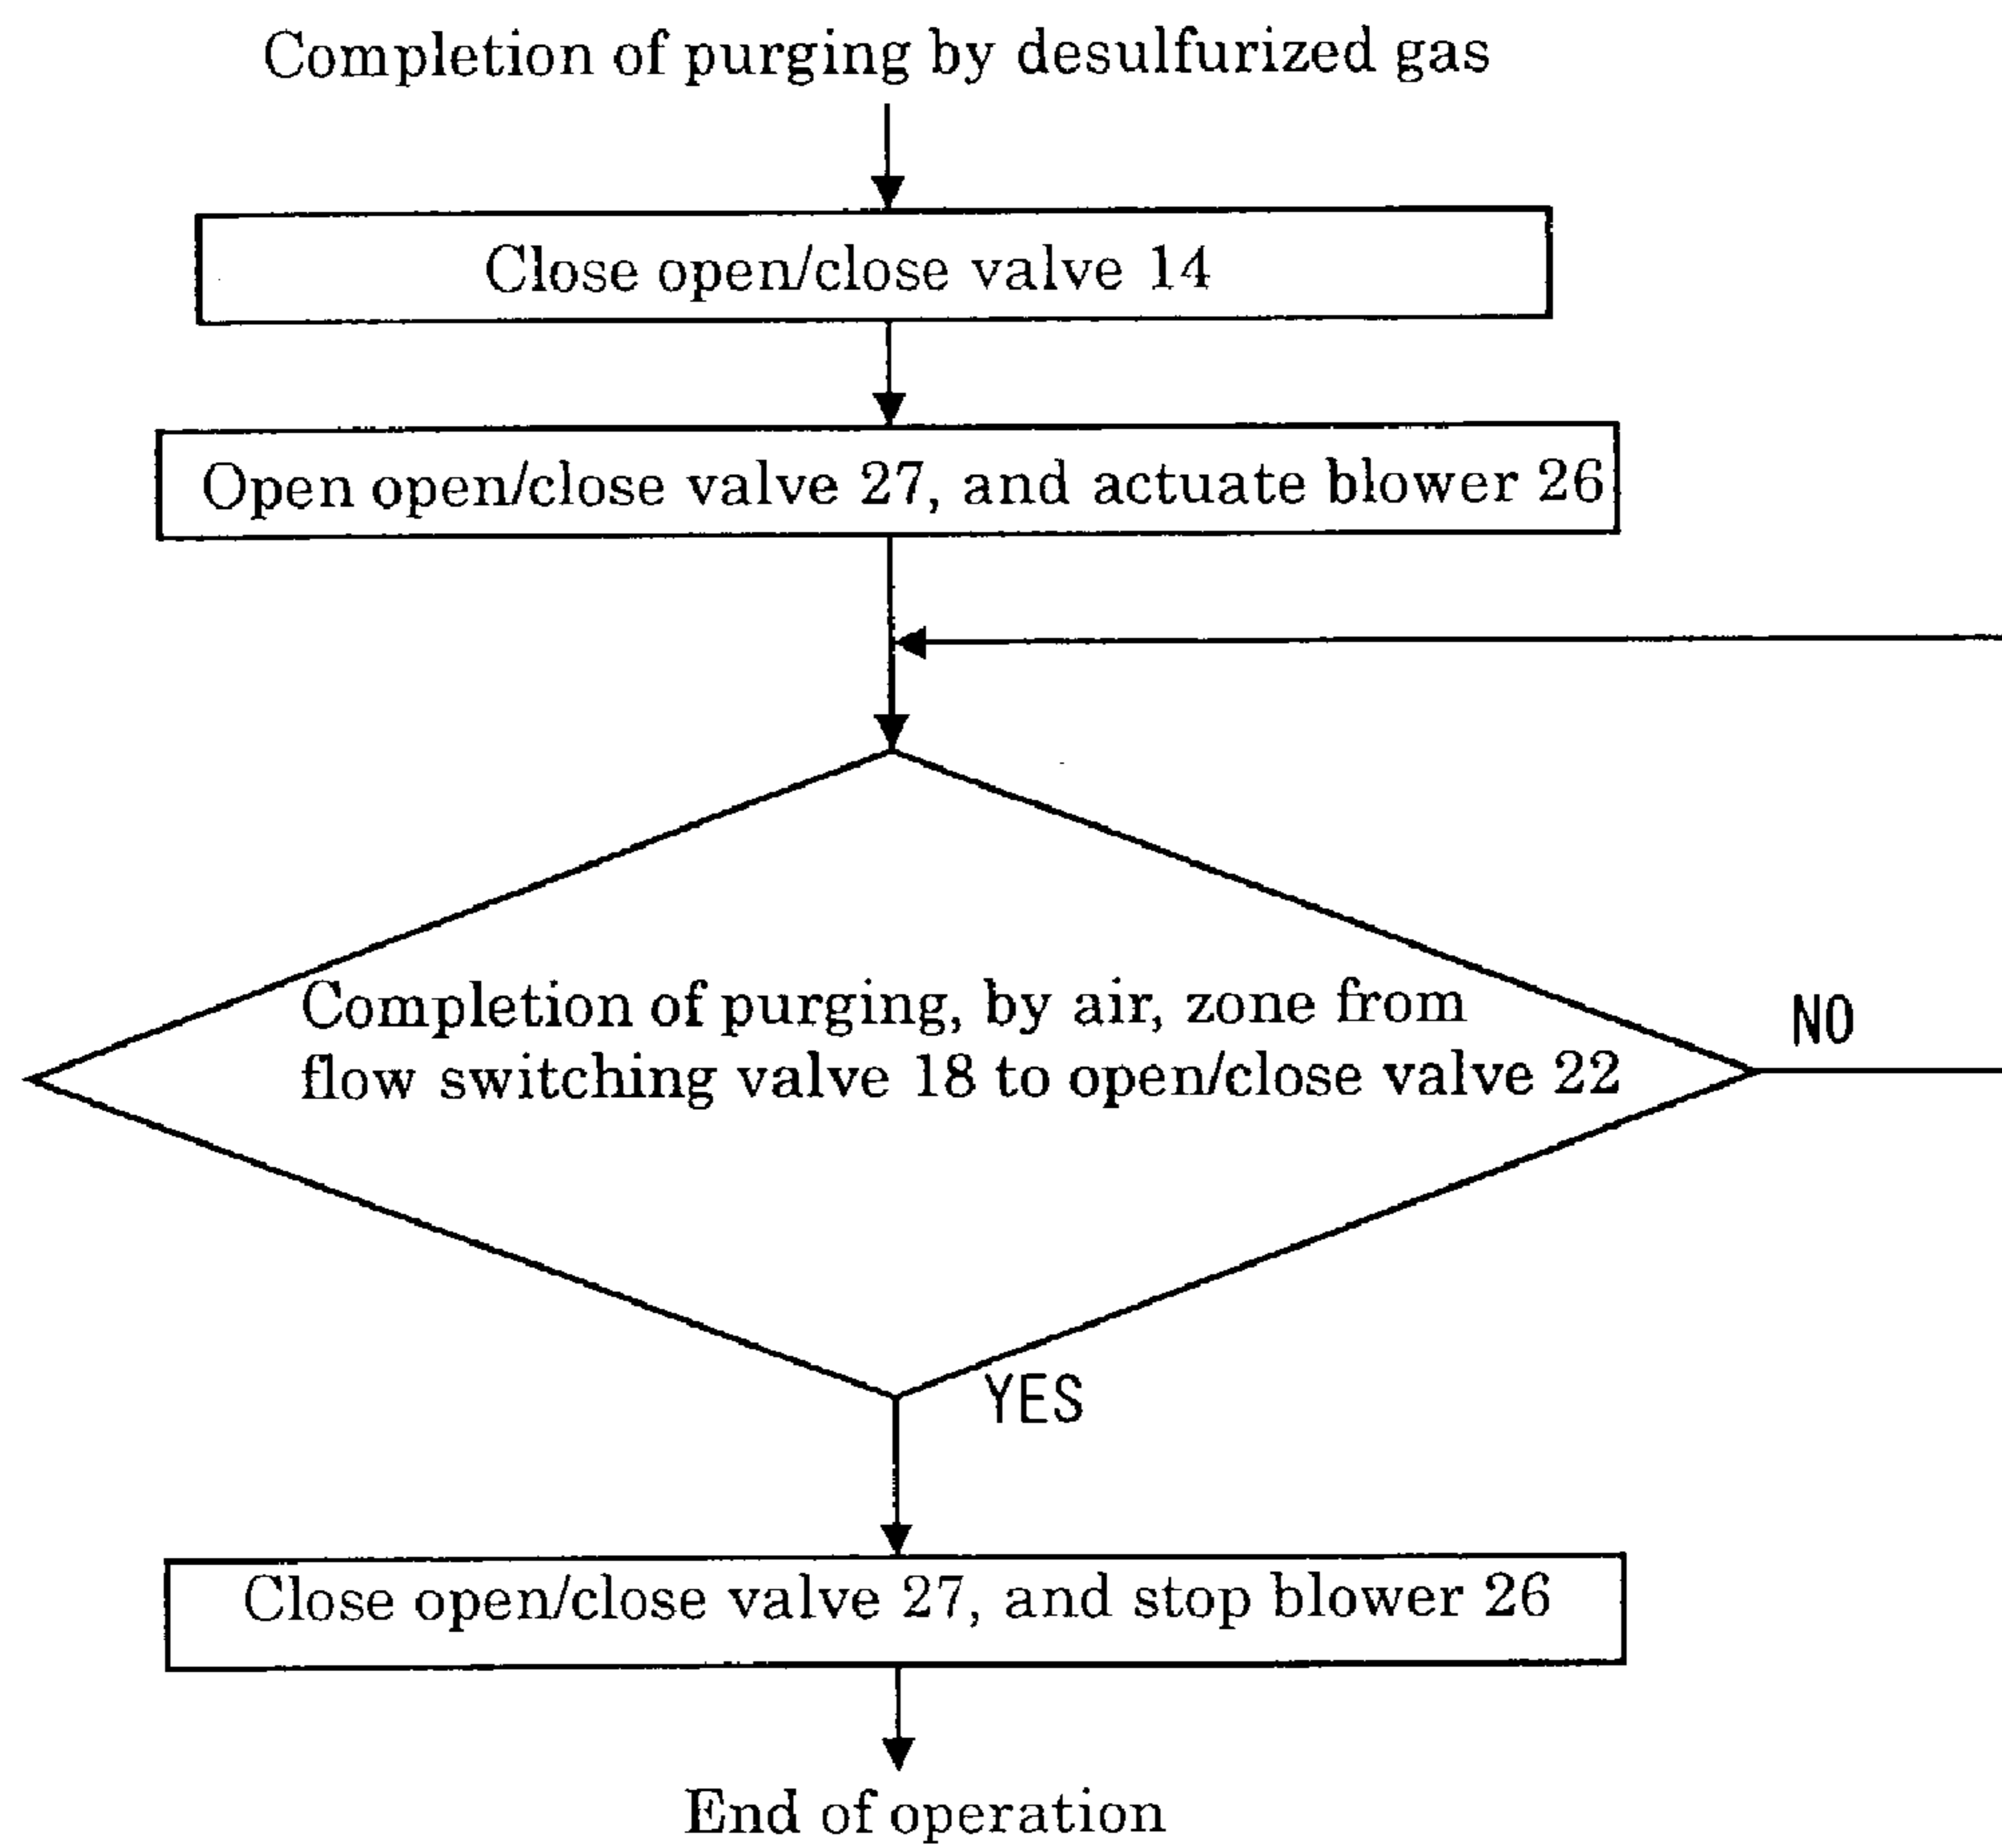 Completion of purging by desulfurized gas
Close open/close valve 14
Open open/close valve 27, and actuate blower 26
Completion of purging, by air, zone from
flow switching valve 18 to open/close valve 22
NO
YES
Close open/close valve 27, and stop blower 26
End of operation